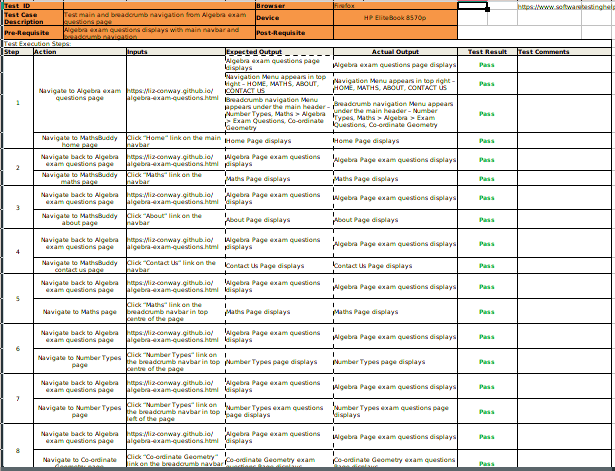 Test ID Browser Firefox https://www.softwaretestinghelp
Test Case Description Test main and breadcrumb navigation from Algebra exam questions page Device HP EliteBook 8570p
Pre-Requisite Algebra exam questions displays with main navbar and breadcrumb navigation Post-Requisite
Test Execution Steps:
Step Action Inputs Expected Output Actual Output Test Result Test Comments
1 Navigate to Algebra exam questions page https://liz-conway.github.io/algebra-exam-questions.html Algebra exam questions page displays Algebra exam questions page displays Pass
Navigation Menu appears in top right – HOME, MATHS, ABOUT, CONTACT US Navigation Menu appears in top right – HOME, MATHS, ABOUT, CONTACT US Pass
Breadcrumb navigation Menu appears under the main header – Number Types, Maths > Algebra > Exam Questions, Co-ordinate Geometry Breadcrumb navigation Menu appears under the main header – Number Types, Maths > Algebra > Exam Questions, Co-ordinate Geometry Pass
Navigate to MathsBuddy home page Click “Home” link on the main navbar Home Page displays Home Page displays Pass
2 Navigate back to Algebra exam questions page https://liz-conway.github.io/algebra-exam-questions.html Algebra Page exam questions displays Algebra Page exam questions displays Pass
Navigate to MathsBuddy maths page Click “Maths” link on the navbar Maths Page displays Maths Page displays Pass
3 Navigate back to Algebra exam questions page https://liz-conway.github.io/algebra-exam-questions.html Algebra Page exam questions displays Algebra Page exam questions displays Pass
Navigate to MathsBuddy about page Click “About” link on the navbar About Page displays About Page displays Pass
4 Navigate back to Algebra exam questions page https://liz-conway.github.io/algebra-exam-questions.html Algebra Page exam questions displays Algebra Page exam questions displays Pass
Navigate to MathsBuddy contact us page Click “Contact Us” link on the navbar Contact Us Page displays Contact Us Page displays Pass
5 Navigate back to Algebra exam questions page https://liz-conway.github.io/algebra-exam-questions.html Algebra Page exam questions displays Algebra Page exam questions displays Pass
Navigate to Maths page Click “Maths” link on the breadcrumb navbar in top centre of the page Maths Page displays Maths Page displays Pass
6 Navigate back to Algebra exam questions page https://liz-conway.github.io/algebra-exam-questions.html Algebra Page exam questions displays Algebra Page exam questions displays Pass
Navigate to Number Types page Click “Number Types” link on the breadcrumb navbar in top centre of the page Number Types page displays Number Types page displays Pass
7 Navigate back to Algebra exam questions page https://liz-conway.github.io/algebra-exam-questions.html Algebra Page exam questions displays Algebra Page exam questions displays Pass
Navigate to Number Types page Click “Number Types” link on the breadcrumb navbar in top left of the page Number Types exam questions page displays Number Types exam questions page displays Pass
8 Navigate back to Algebra exam questions page https://liz-conway.github.io/algebra-exam-questions.html Algebra Page exam questions displays Algebra Page exam questions displays Pass
Navigate to Co-ordinate Geometry page Click “Co-ordinate Geometry” link on the breadcrumb navbar Co-ordinate Geometry exam questions Page displays Co-ordinate Geometry exam questions Page displays Pass